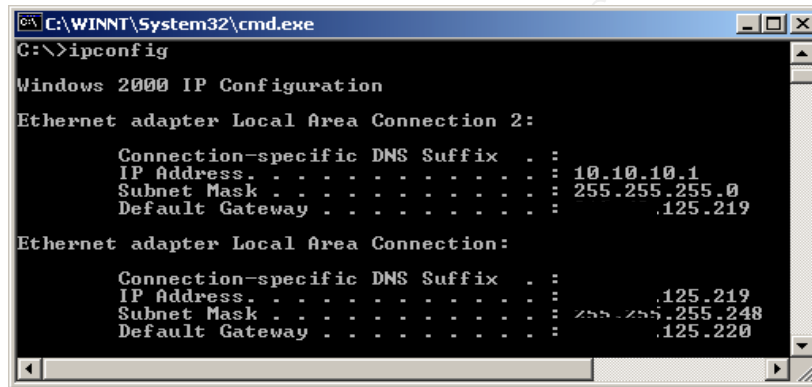 C:\WINNT\System32\cmd.exe
C:\>ipconfig
Windows 2000 IP Configuration
Ethernet adapter Local Area Connection 2:
Connection-specific DNS Suffix . :
IP Address. . . . . . . . . . . . : 10.10.10.1
Subnet Mask . . . . . . . . . . . : 255.255.255.0
Default Gateway . . . . . . . . . : .125.219
Ethernet adapter Local Area Connection:
Connection-specific DNS Suffix . :
IP Address. . . . . . . . . . . . : .125.219
Subnet Mask . . . . . . . . . . . : 255.255.255.248
Default Gateway . . . . . . . . . : .125.220